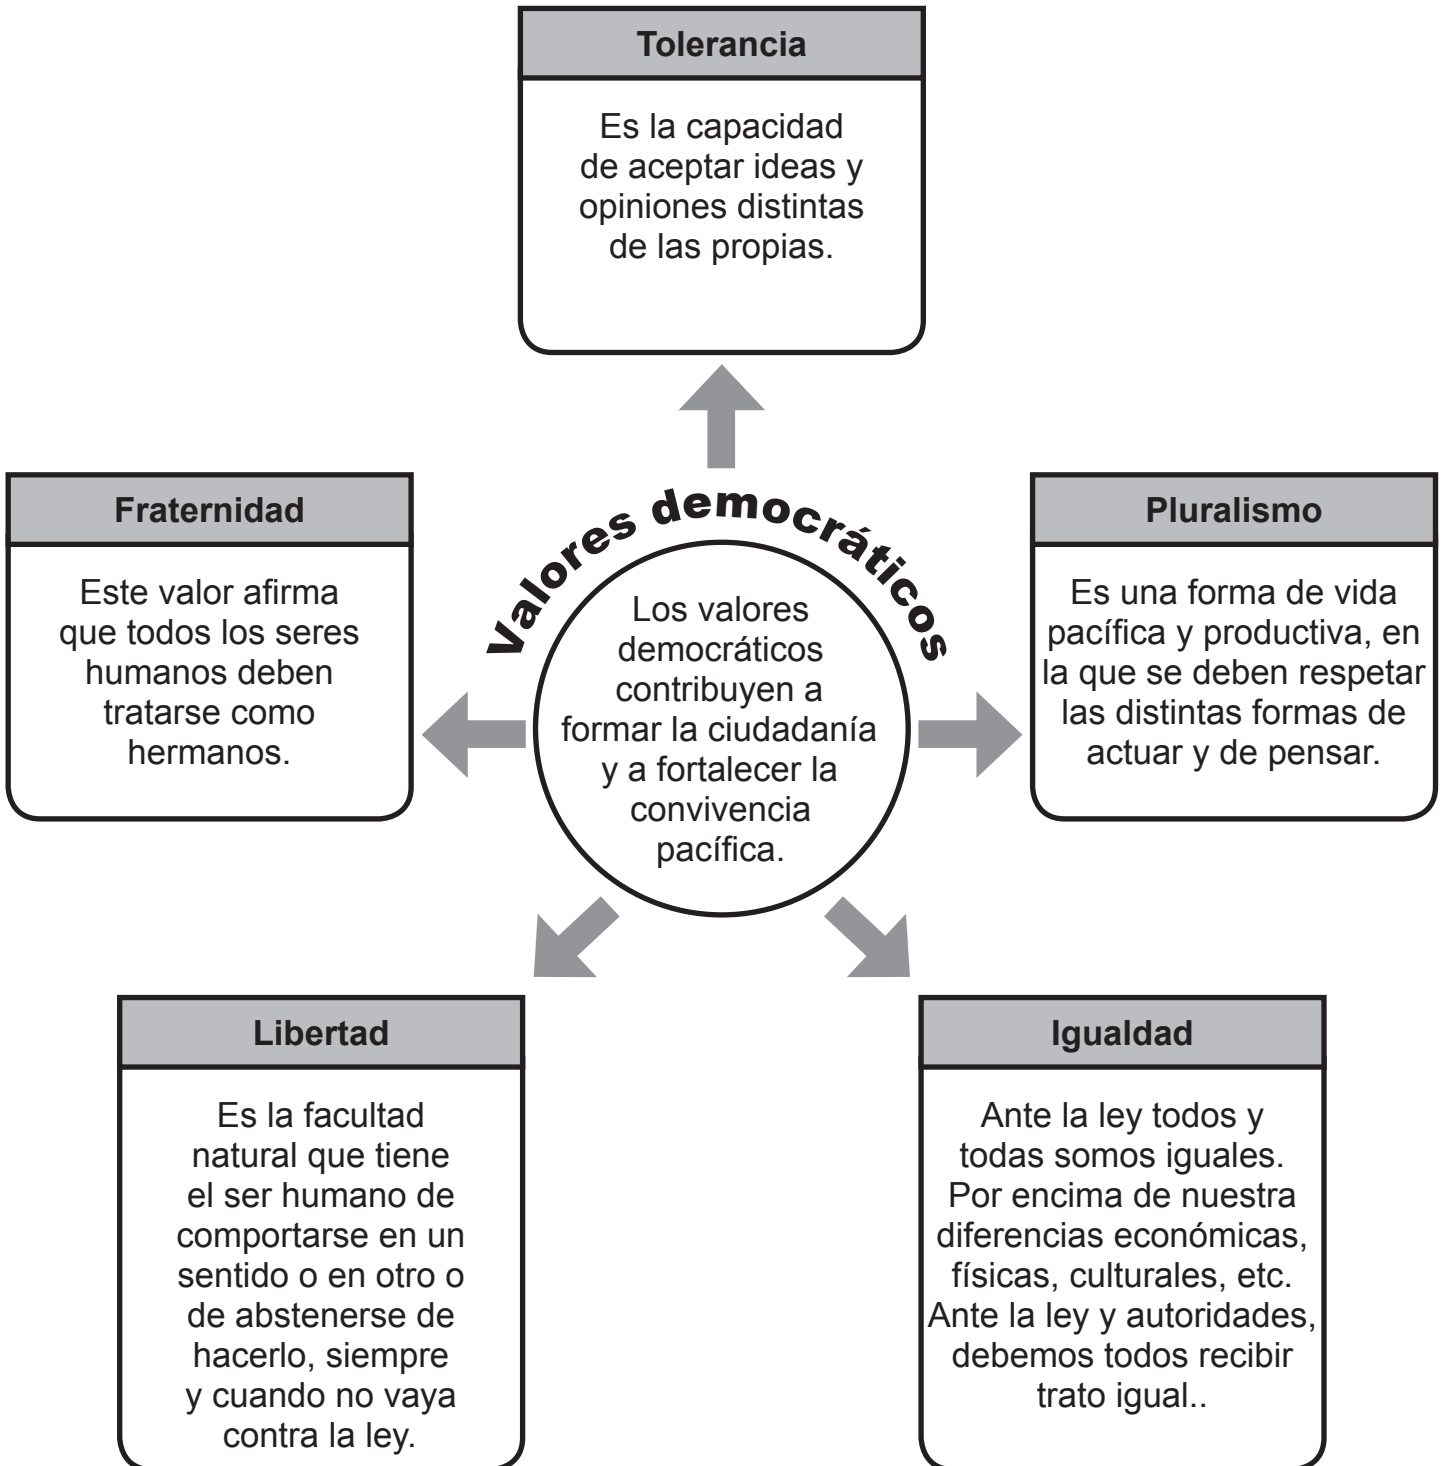 Tolerancia
Es la capacidad
de aceptar ideas y
opiniones distintas
de las propias.
Fraternidad
Este valor afirma
que todos los seres
humanos deben
tratarse como
hermanos.
Valores democráticos
Los valores
democráticos
contribuyen a
formar la ciudadanía
y a fortalecer la
convivencia
pacífica.
Pluralismo
Es una forma de vida
pacífica y productiva, en
la que se deben respetar
las distintas formas de
actuar y de pensar.
Libertad
Es la facultad
natural que tiene
el ser humano de
comportarse en un
sentido o en otro o
de abstenerse de
hacerlo, siempre
y cuando no vaya
contra la ley.
Igualdad
Ante la ley todos y
todas somos iguales.
Por encima de nuestra
diferencias económicas,
físicas, culturales, etc.
Ante la ley y autoridades,
debemos todos recibir
trato igual..